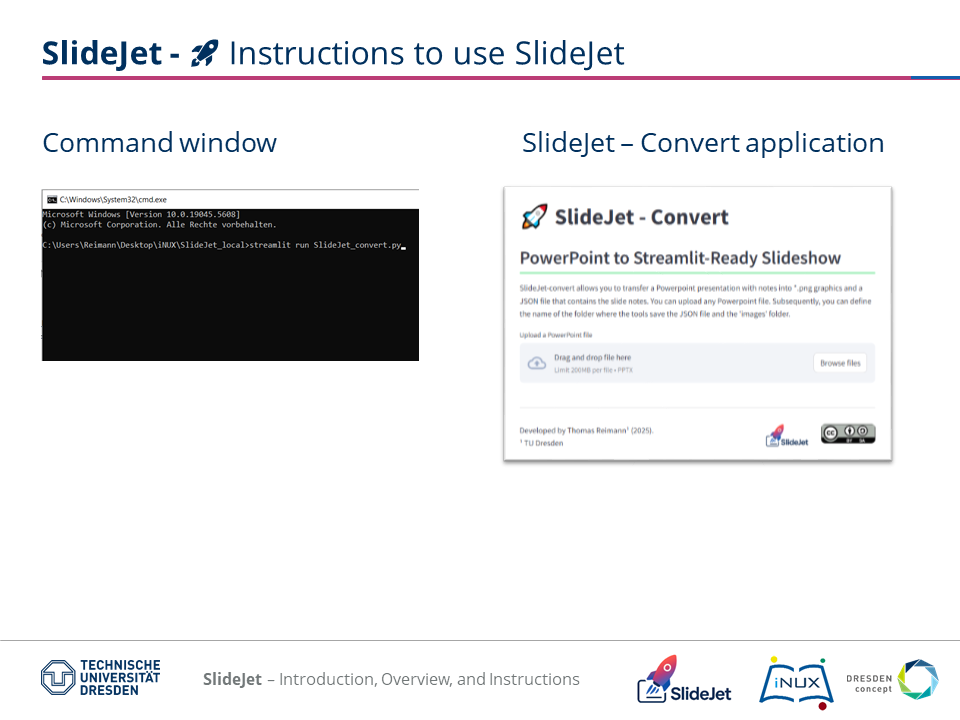 SlideJet - Instructions to use SlideJet
Command window
SlideJet – Convert application
C:\Windows\System32\cmd.exe
Microsoft Windows [Version 10.0.19045.5608]
(c) Microsoft Corporation. Alle Rechte vorbehalten.
C:\Users\Reimann\Desktop\iNUX\SlideJet_local>streamlit run SlideJet_convert.py
SlideJet - Convert
PowerPoint to Streamlit-Ready Slideshow
SlideJet-convert allows you to transfer a Powerpoint presentation with notes into *.png graphics and a
JSON file that contains the slide notes. You can upload any Powerpoint file. Subsequently, you can define
the name of the folder where the tools save the JSON file and the 'images' folder.
Upload a PowerPoint file
Drag and drop file here
Limit 200MB per file • PPTX
Browse files
Developed by Thomas Reimann¹ (2025).
¹ TU Dresden
SlideJet
CC BY SA
TECHNISCHE
UNIVERSITÄT
DRESDEN
SlideJet – Introduction, Overview, and Instructions
SlideJet
iNUX
DRESDEN
concept